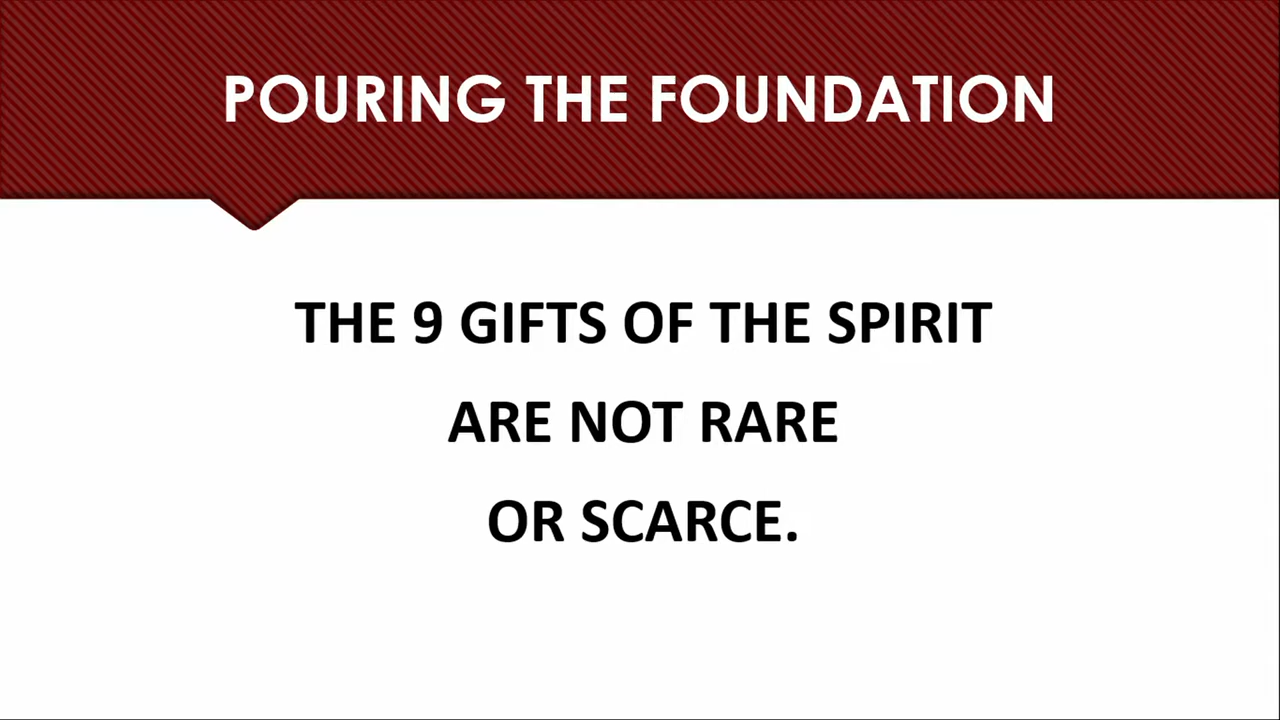 POURING THE FOUNDATION
THE 9 GIFTS OF THE SPIRIT
ARE NOT RARE
OR SCARCE.